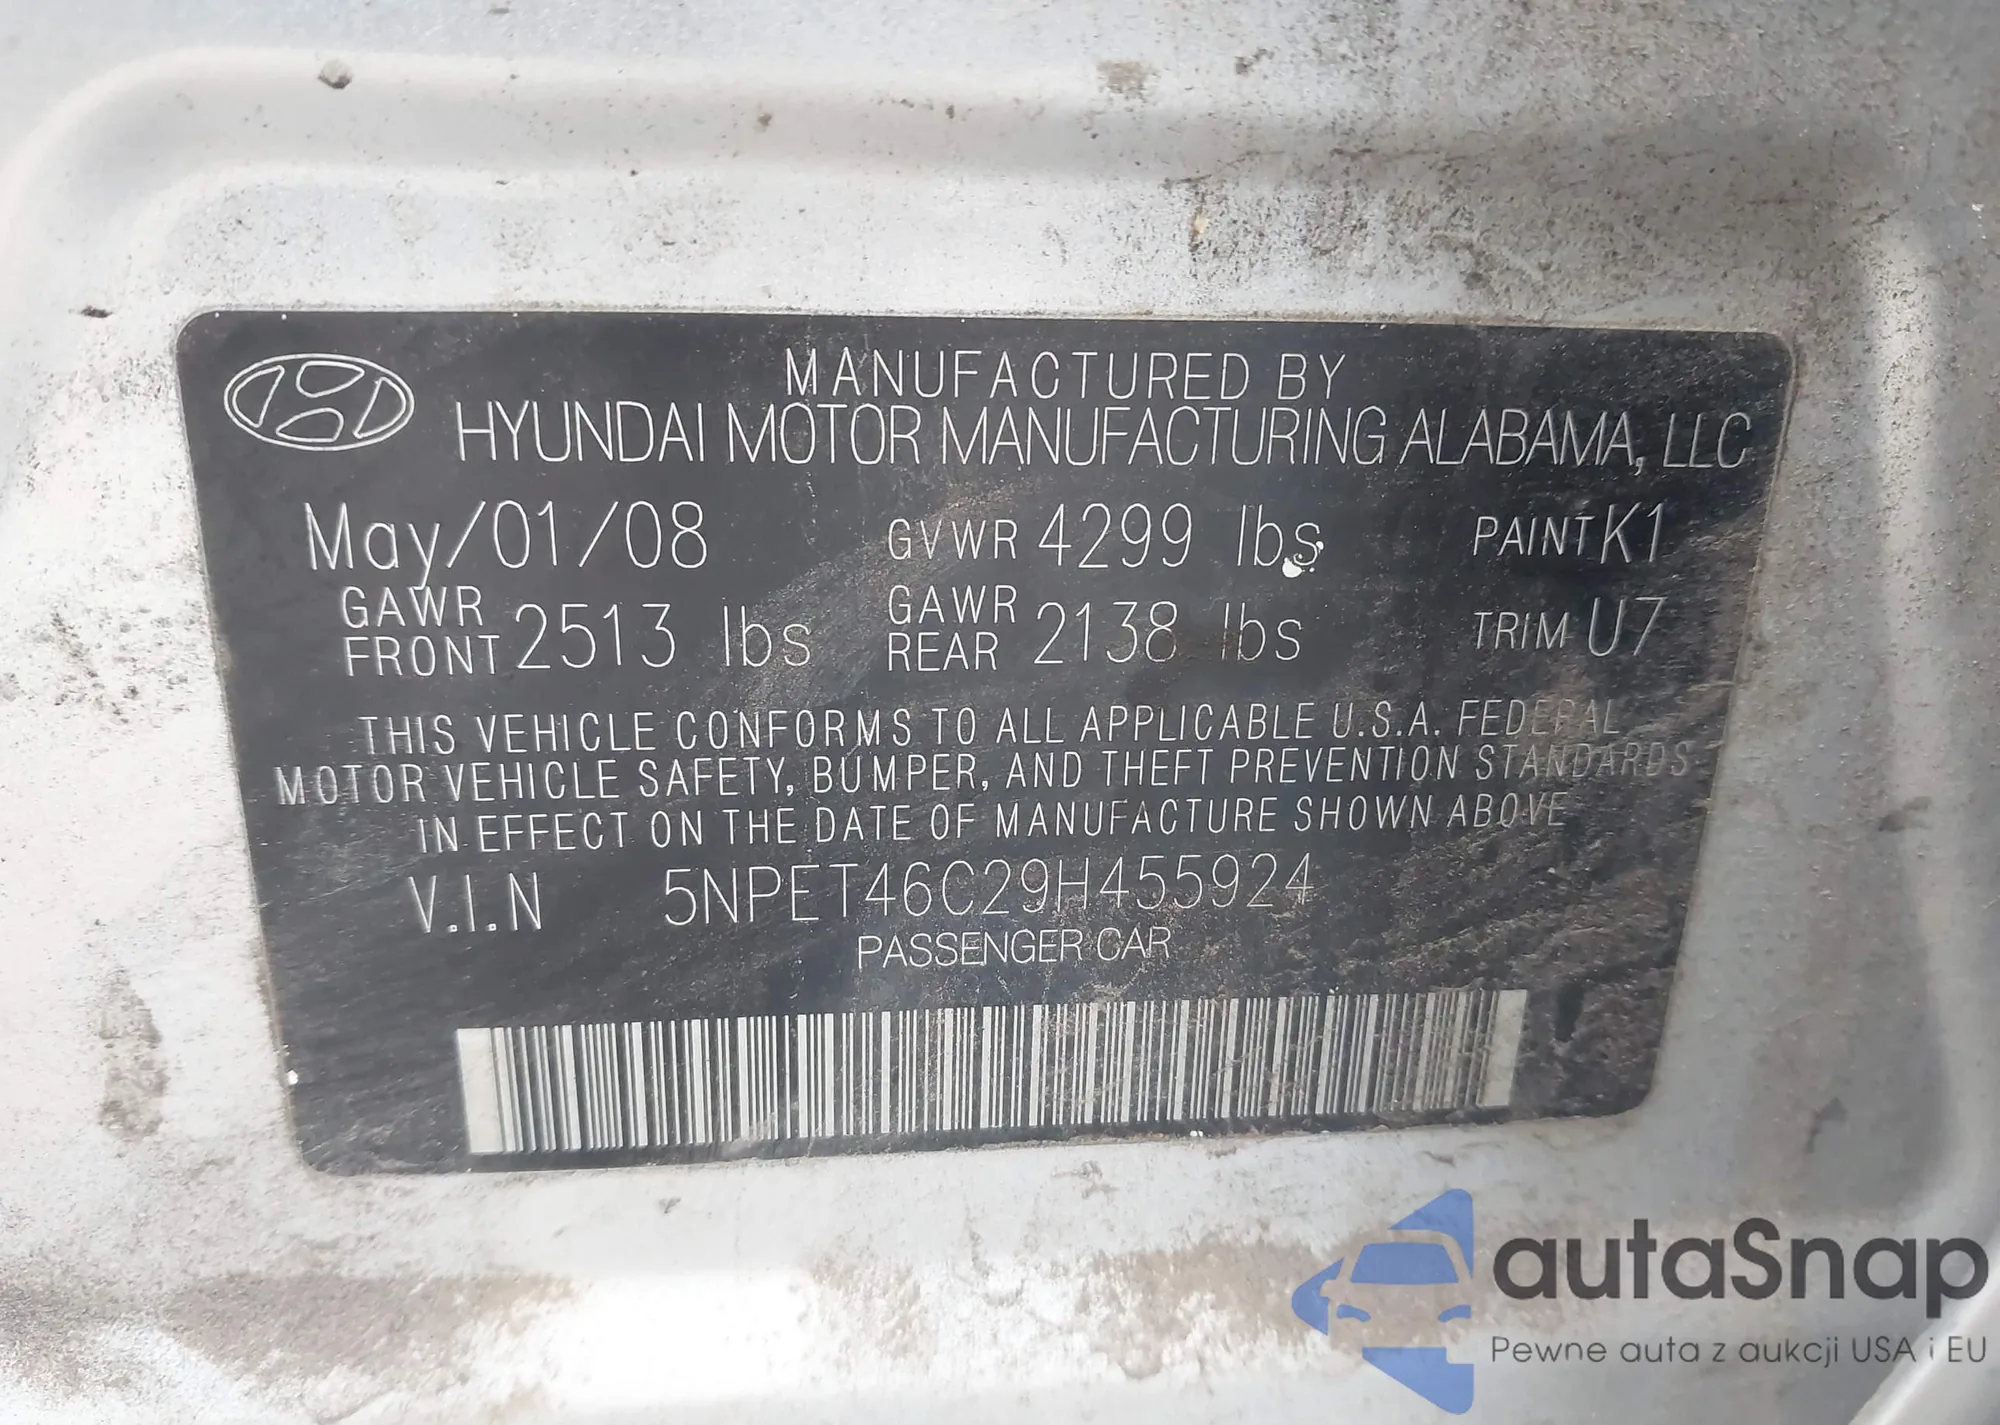 MANUFACTURED BY
HYUNDAI MOTOR MANUFACTURING ALABAMA, LLC
May/01/08 GVWR 4299 lbs PAINT K1
GAWR FRONT 2513 lbs GAWR REAR 2138 lbs TRIM U7
THIS VEHICLE CONFORMS TO ALL APPLICABLE U.S.A. FEDERAL
MOTOR VEHICLE SAFETY, BUMPER, AND THEFT PREVENTION STANDARDS
IN EFFECT ON THE DATE OF MANUFACTURE SHOWN ABOVE
V.I.N 5NPET46C29H455924
PASSENGER CAR
autaSnap
Pewne auta z aukcji USA i EU